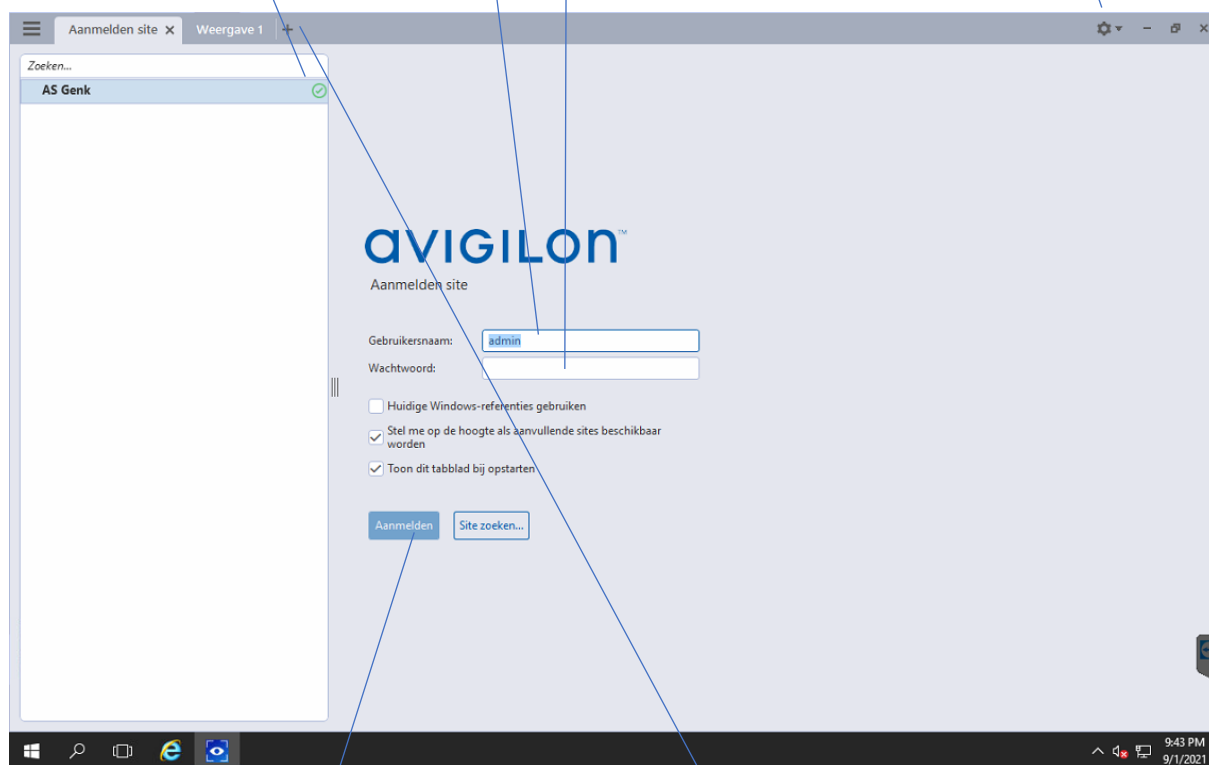 Aanmelden site
Weergave 1
Zoeken...
AS Genk
aVIGILon™
Aanmelden site
Gebruikersnaam: admin
Wachtwoord:
Huidige Windows-referenties gebruiken
Stel me op de hoogte als aanvullende sites beschikbaar
worden
Toon dit tabblad bij opstarten
Aanmelden
Site zoeken...
9:43 PM
9/1/2021